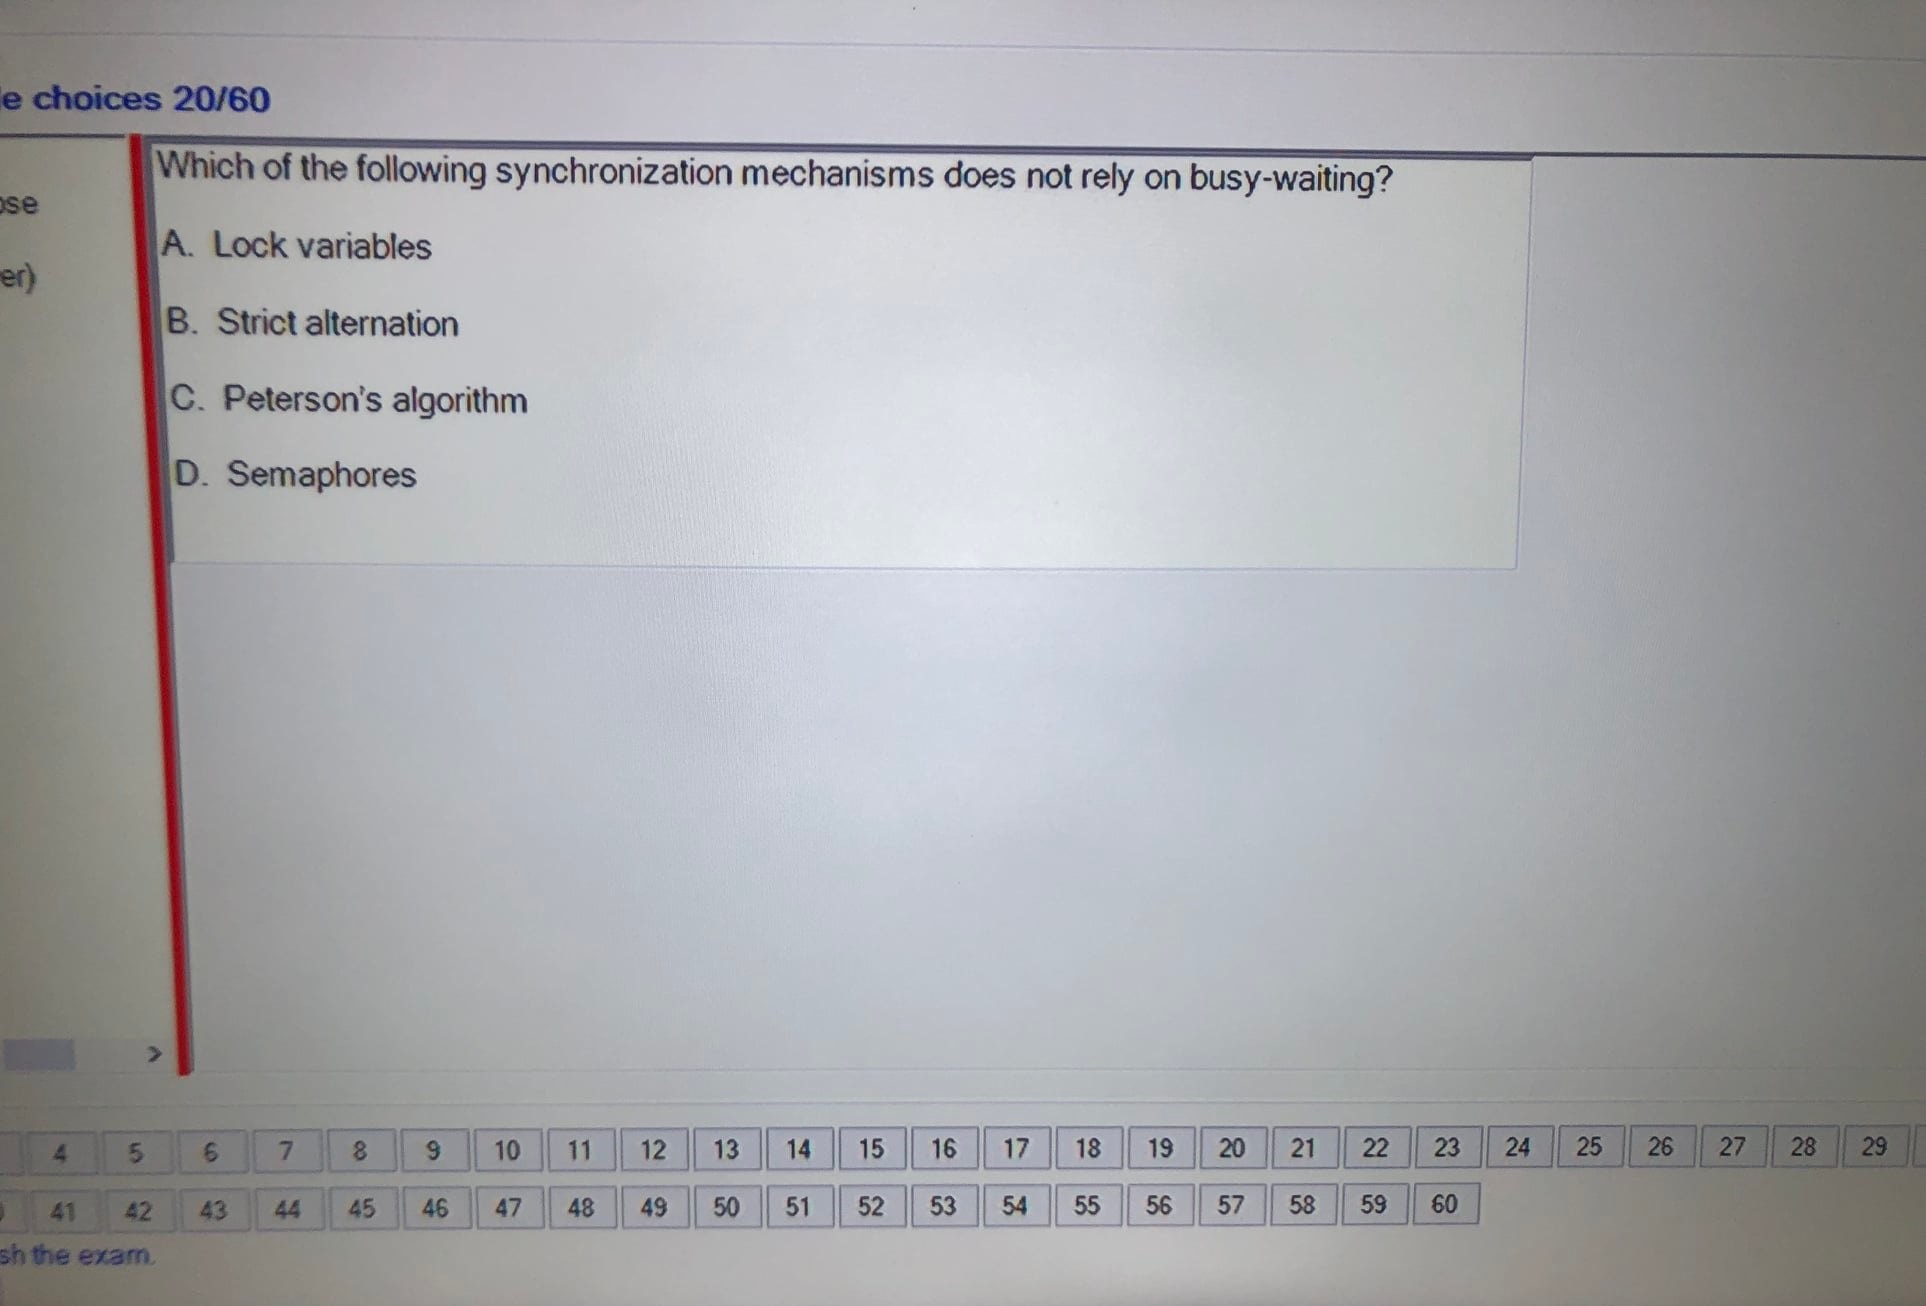 e choices 20/60
Which of the following synchronization mechanisms does not rely on busy-waiting?
ose
A. Lock variables
er)
B. Strict alternation
C. Peterson's algorithm
D. Semaphores
>
4 5 6 7 8 9 10 11 12 13 14 15 16 17 18 19 20 21 22 23 24 25 26 27 28 29
41 42 43 44 45 46 47 48 49 50 51 52 53 54 55 56 57 58 59 60
sh the exam.